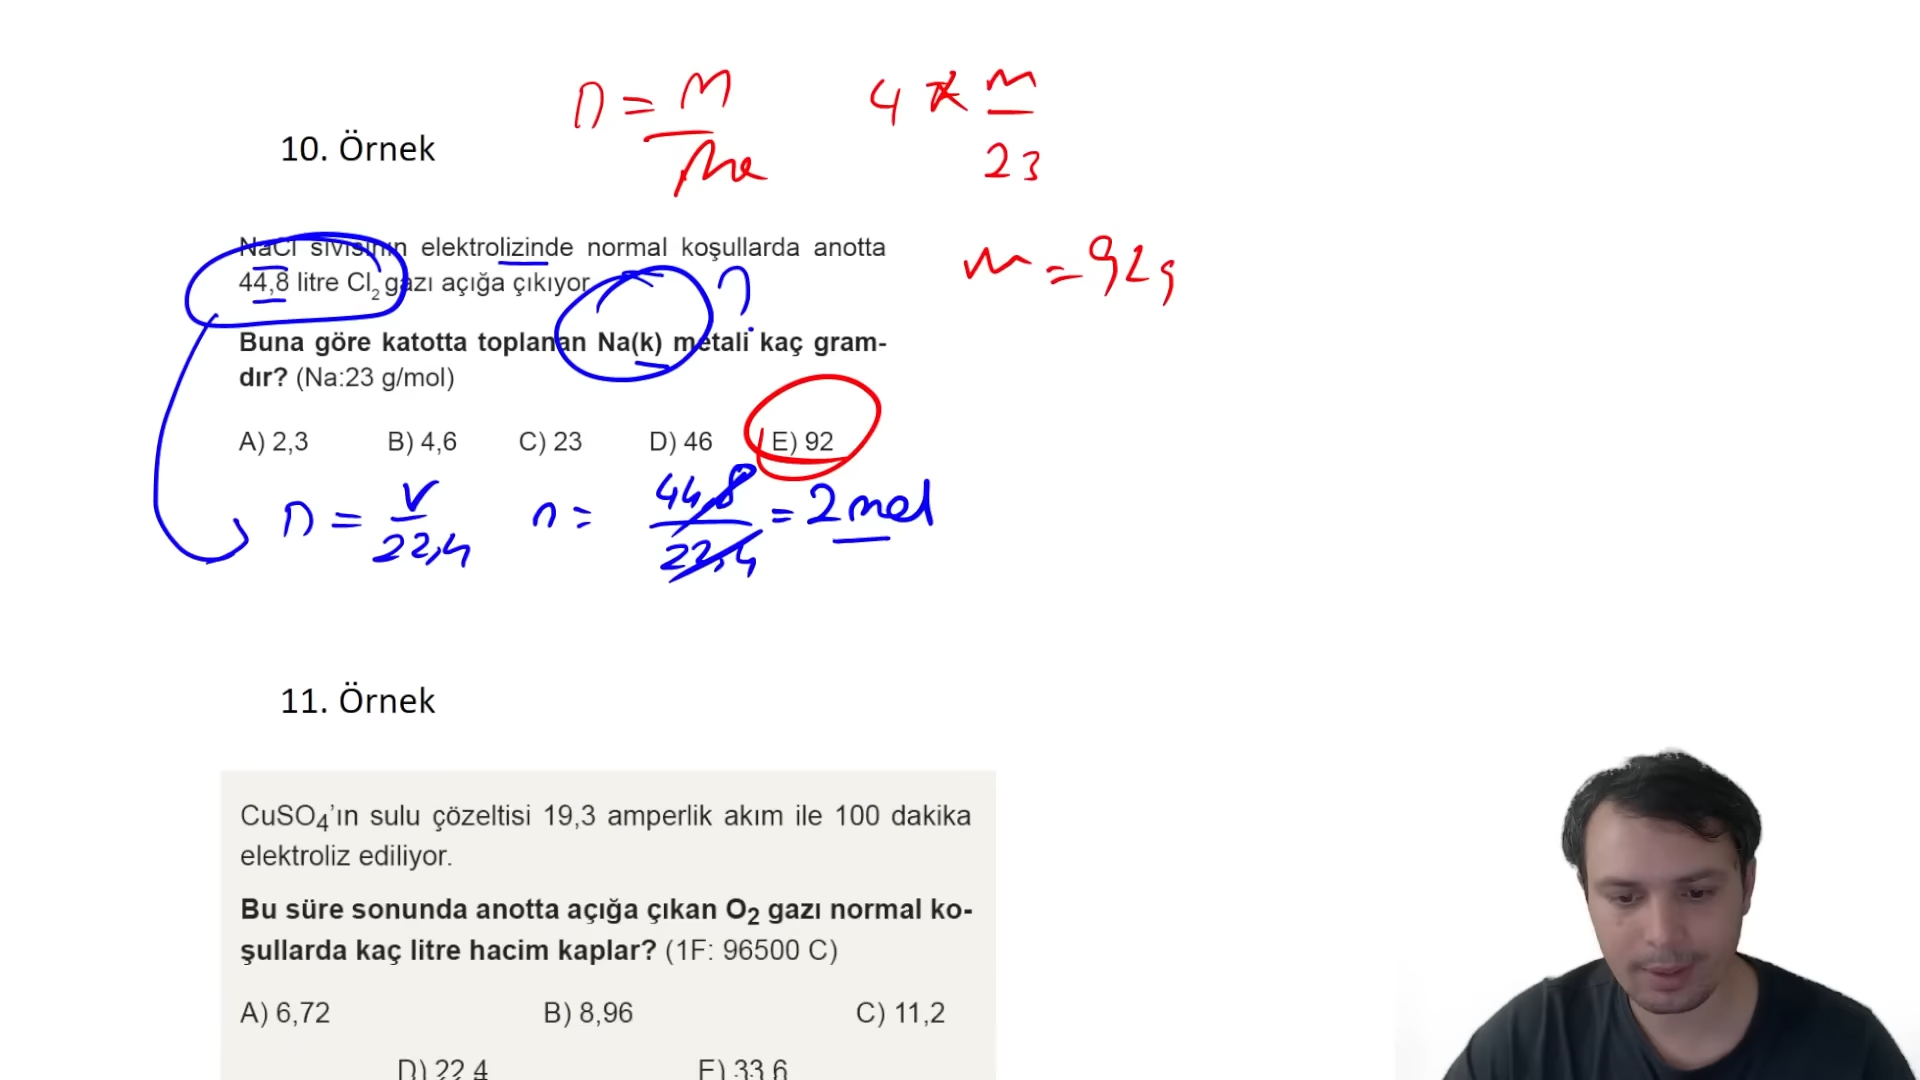 n = m / ma
4 = m / 23
10. Örnek
NaCl sıvısının elektrolizinde normal koşullarda anotta
44,8 litre Cl₂ gazı açığa çıkıyor.
?
m = 92 g
Buna göre katotta toplanan Na(k) metali kaç gram-
dır? (Na:23 g/mol)
A) 2,3 B) 4,6 C) 23 D) 46 E) 92
n = V / 22,4 n = 44,8 / 22,4 = 2 mol
11. Örnek
CuSO₄'ın sulu çözeltisi 19,3 amperlik akım ile 100 dakika
elektroliz ediliyor.
Bu süre sonunda anotta açığa çıkan O₂ gazı normal ko-
şullarda kaç litre hacim kaplar? (1F: 96500 C)
A) 6,72 B) 8,96 C) 11,2
D) 22,4 E) 33,6